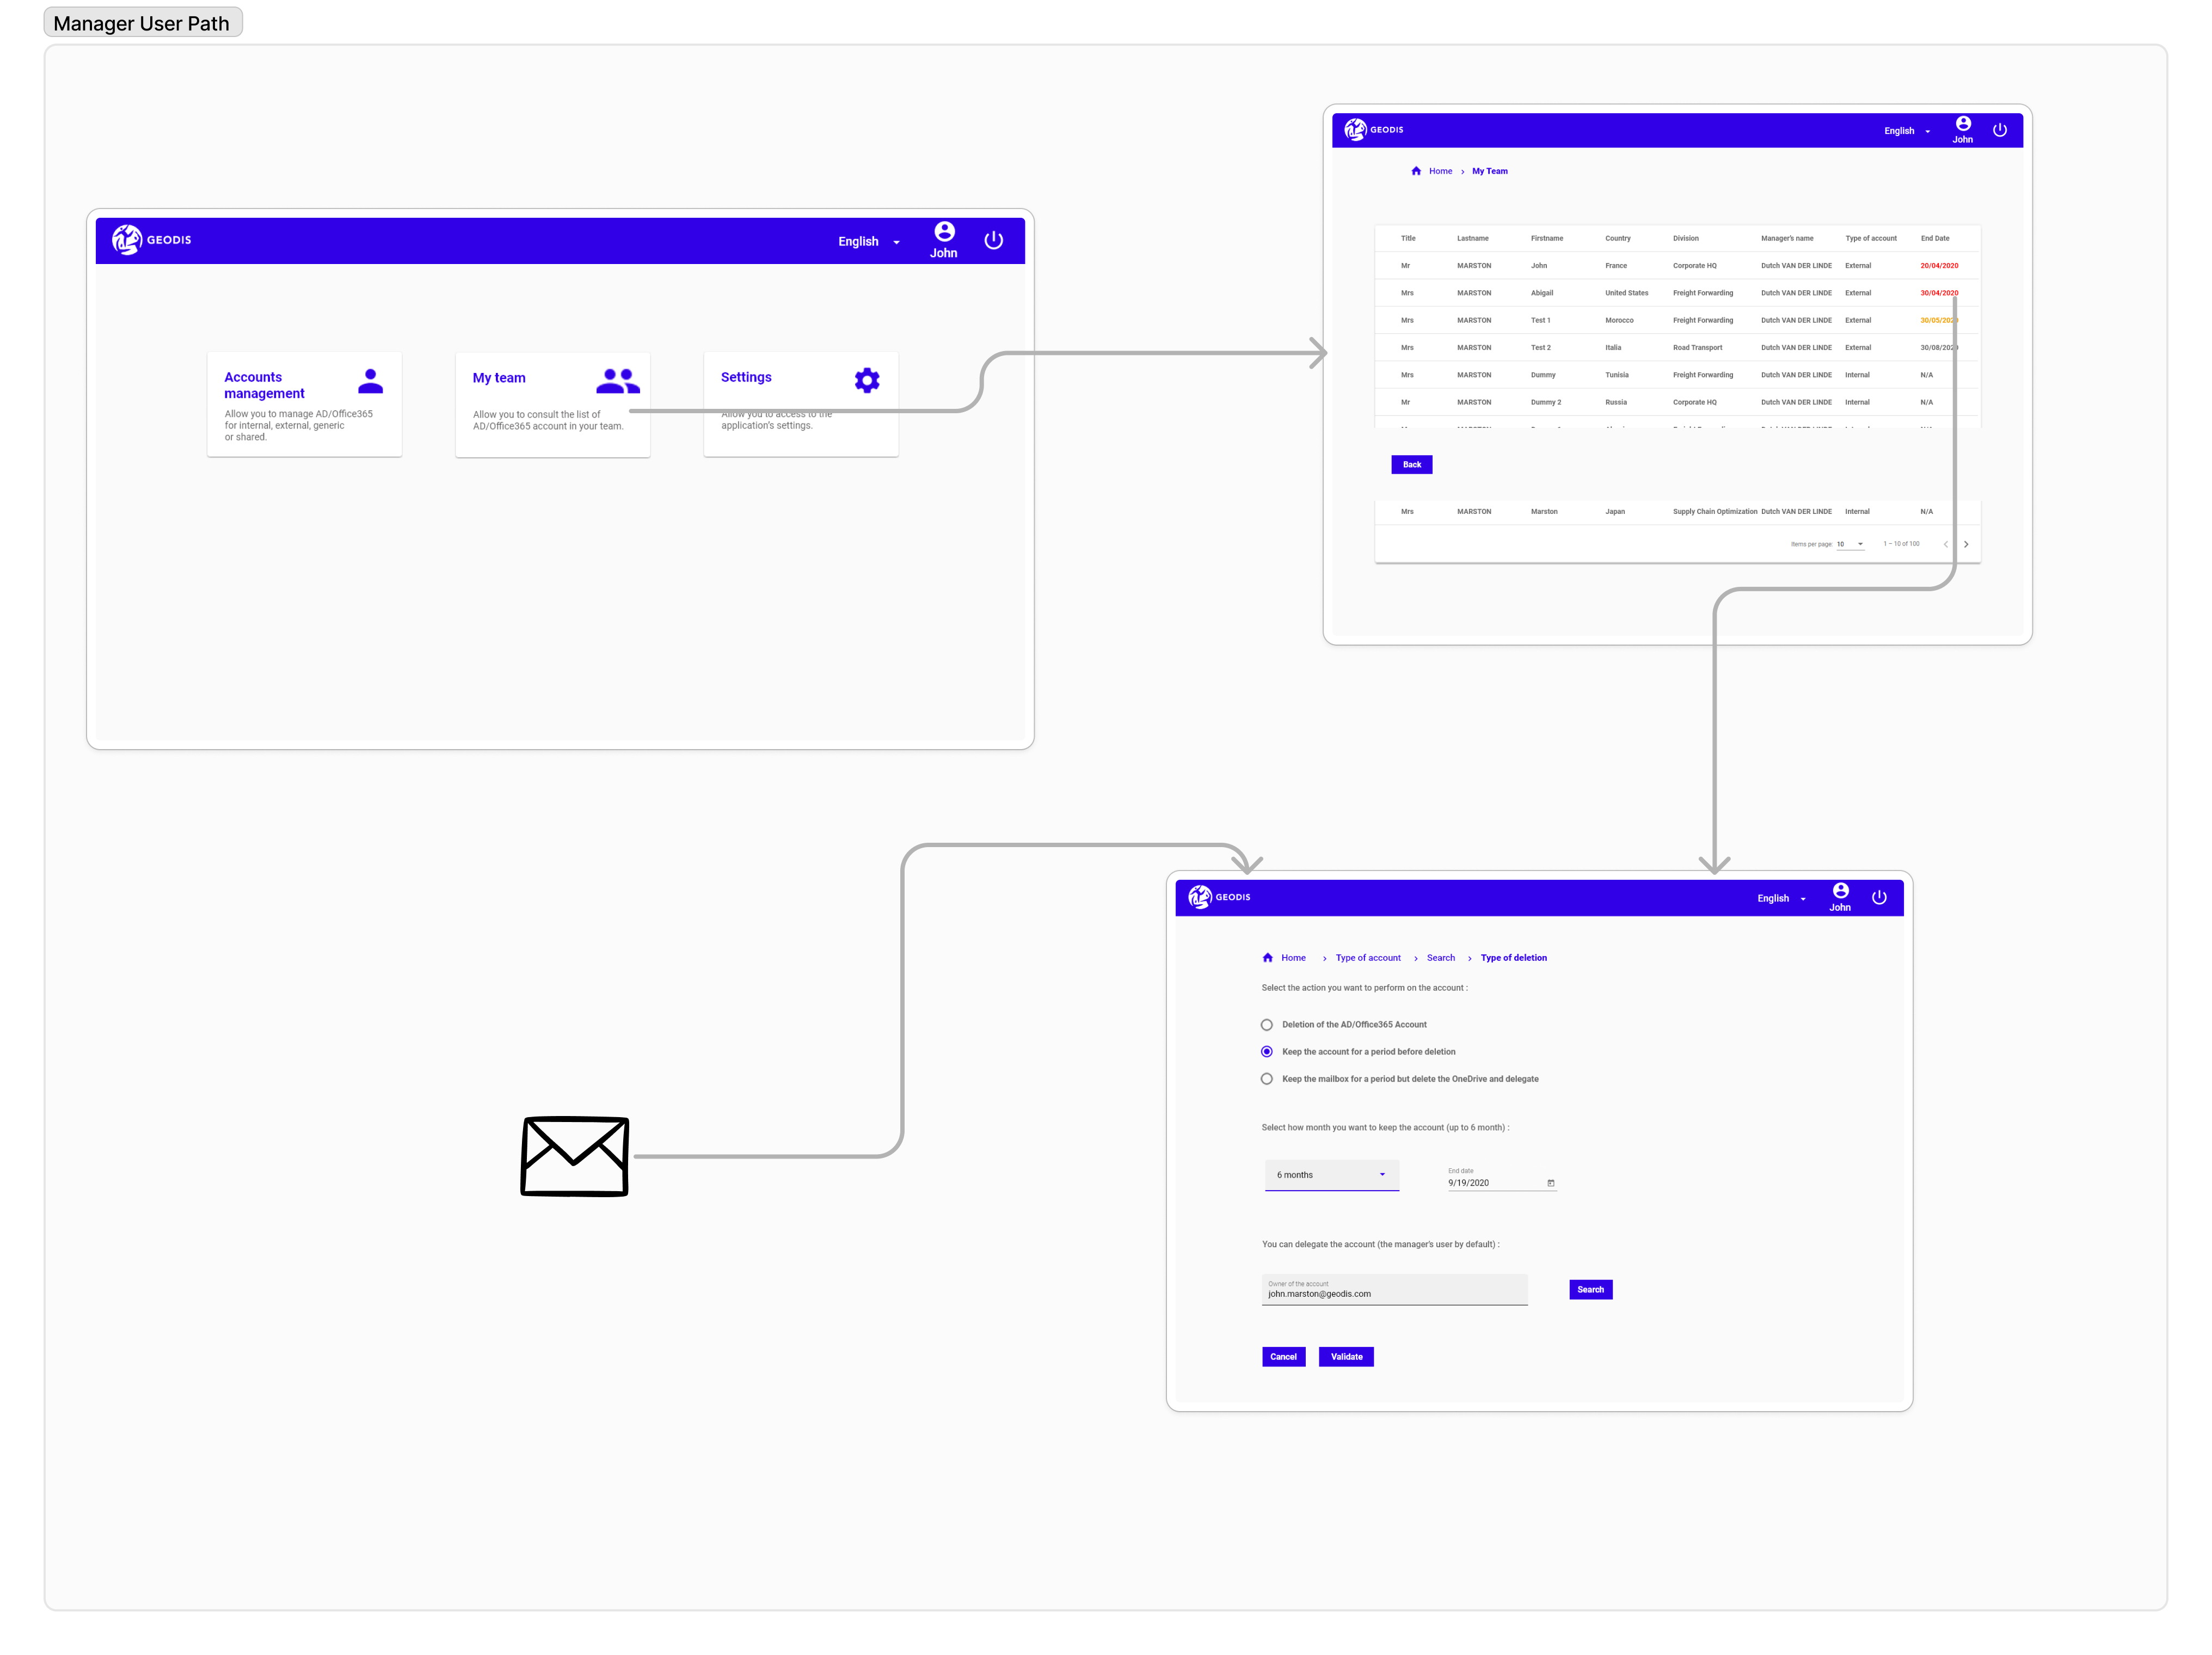 Manager User Path
GEODIS
English
John
Accounts
management
Allow you to manage AD/Office365
for internal, external, generic
or shared.
My team
Allow you to consult the list of
AD/Office365 account in your team.
Settings
Allow you to access to the
application's settings.
GEODIS
English
John
Home > My Team
Title Lastname Firstname Country Division Manager's name Type of account End Date
Mr MARSTON John France Corporate HQ Dutch VAN DER LINDE External 20/04/2020
Mrs MARSTON Abigail United States Freight Forwarding Dutch VAN DER LINDE External 30/04/2020
Mrs MARSTON Test 1 Morocco Freight Forwarding Dutch VAN DER LINDE External 30/05/2020
Mrs MARSTON Test 2 Italia Road Transport Dutch VAN DER LINDE External 30/08/2020
Mrs MARSTON Dummy Tunisia Freight Forwarding Dutch VAN DER LINDE Internal N/A
Mr MARSTON Dummy 2 Russia Corporate HQ Dutch VAN DER LINDE Internal N/A
Back
Mrs MARSTON Marston Japan Supply Chain Optimization Dutch VAN DER LINDE Internal N/A
Items per page: 10 1 – 10 of 100
GEODIS
English
John
Home > Type of account > Search > Type of deletion
Select the action you want to perform on the account :
Deletion of the AD/Office365 Account
Keep the account for a period before deletion
Keep the mailbox for a period but delete the OneDrive and delegate
Select how month you want to keep the account (up to 6 month) :
6 months
End date
9/19/2020
You can delegate the account (the manager's user by default) :
Owner of the account
john.marston@geodis.com
Search
Cancel
Validate